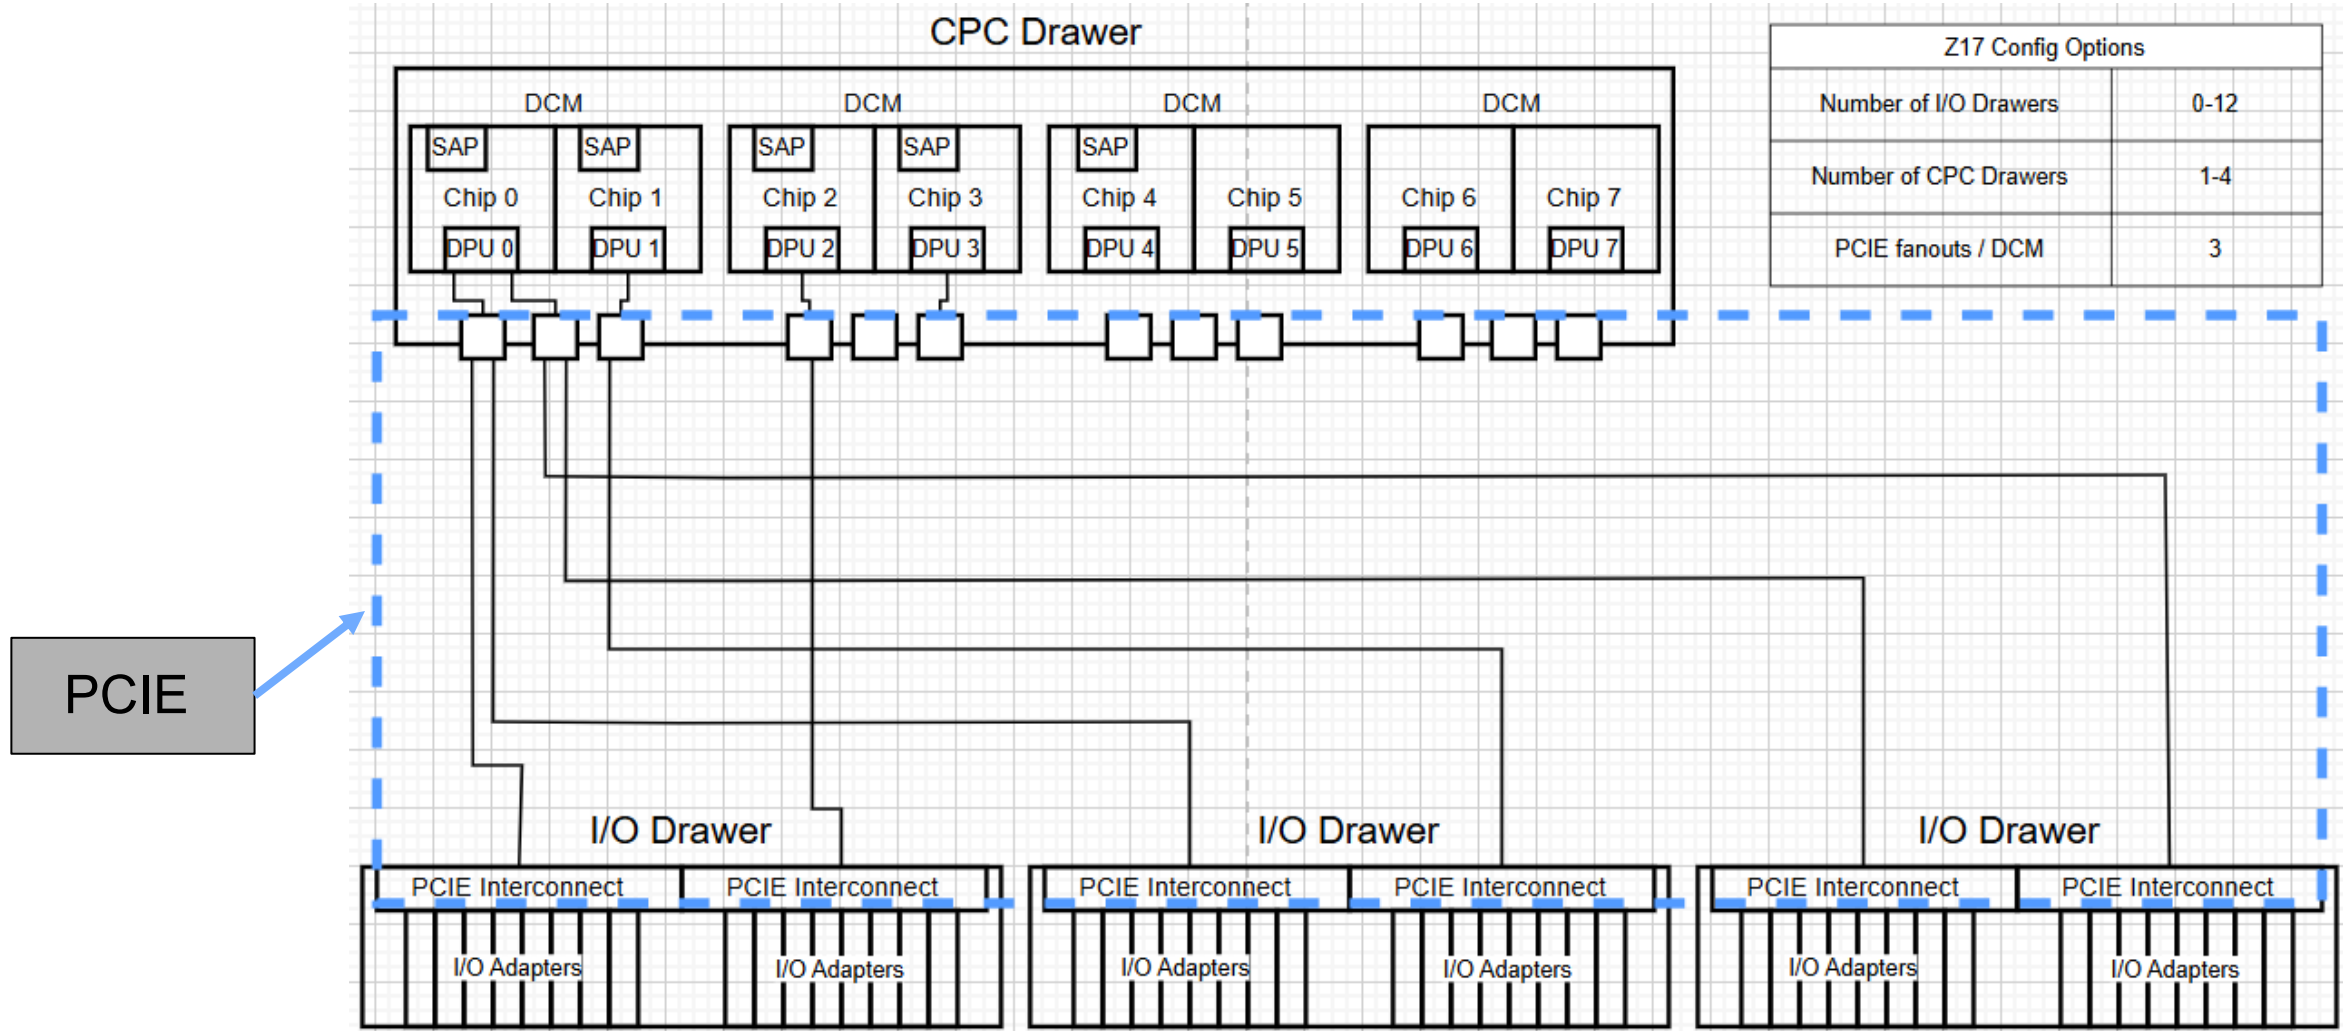 CPC Drawer
Z17 Config Options
Number of I/O Drawers 0-12
Number of CPC Drawers 1-4
PCIE fanouts / DCM 3
DCM DCM DCM DCM
SAP SAP SAP SAP SAP
Chip 0 Chip 1 Chip 2 Chip 3 Chip 4 Chip 5 Chip 6 Chip 7
DPU 0 DPU 1 DPU 2 DPU 3 DPU 4 DPU 5 DPU 6 DPU 7
PCIE
I/O Drawer I/O Drawer I/O Drawer
PCIE Interconnect PCIE Interconnect PCIE Interconnect PCIE Interconnect PCIE Interconnect PCIE Interconnect
I/O Adapters I/O Adapters I/O Adapters I/O Adapters I/O Adapters I/O Adapters